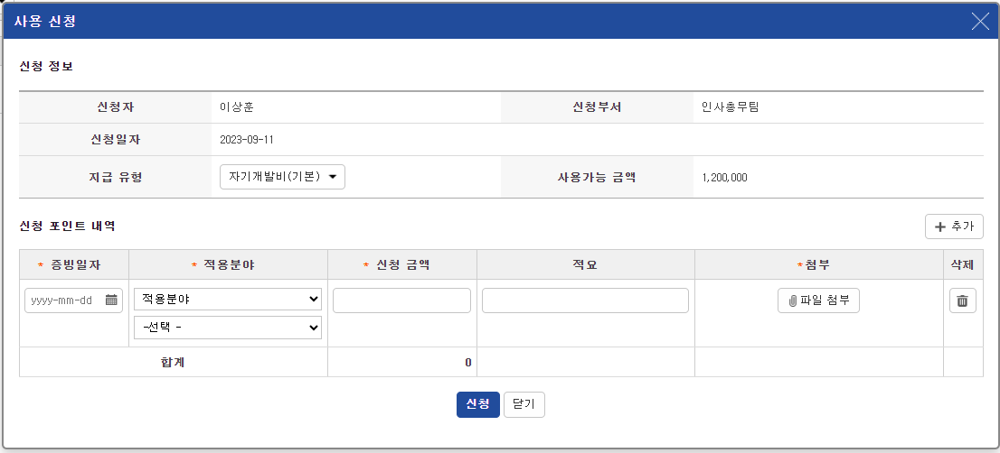 사용 신청
신청 정보
신청자 이상훈 신청부서 인사총무팀
신청일자 2023-09-11
지급 유형 자기개발비(기본) 사용가능 금액 1,200,000
신청 포인트 내역 + 추가
* 증빙일자 * 적용분야 * 신청 금액 적요 *첨부 삭제
yyyy-mm-dd 적용분야 파일 첨부
-선택 -
합계 0
신청 닫기